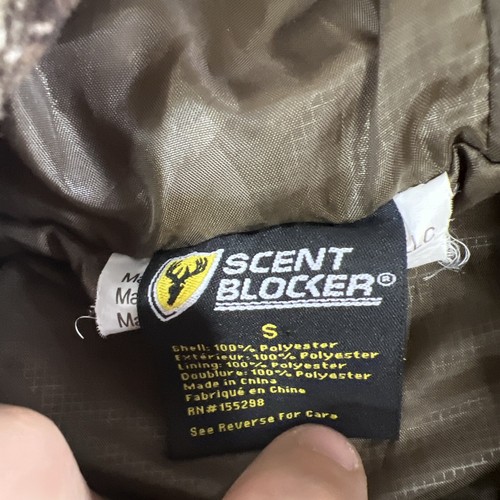 SCENT
BLOCKER®
S
Shell: 100% Polyester
Extérieur: 100% Polyester
Lining: 100% Polyester
Doublure: 100% Polyester
Made in China
Fabriqué en Chine
RN#155298
See Reverse For Care